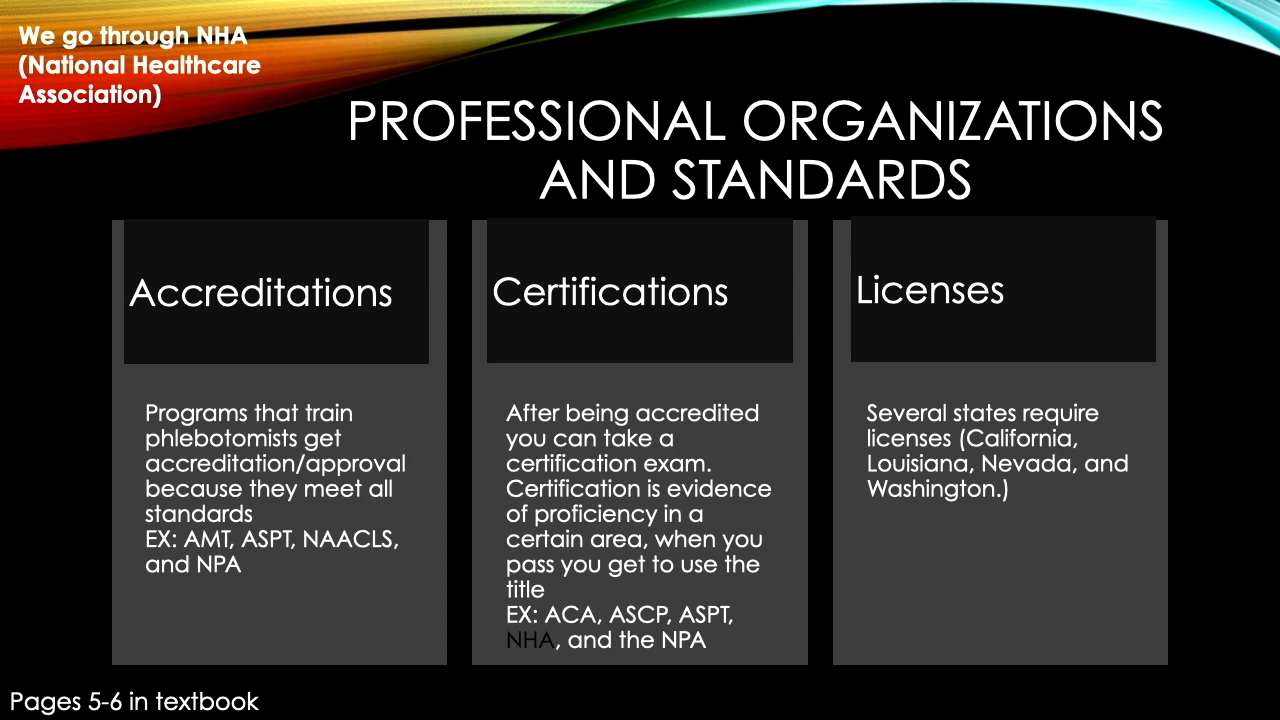 We go through NHA
(National Healthcare
Association)
PROFESSIONAL ORGANIZATIONS
AND STANDARDS
Accreditations
Programs that train
phlebotomists get
accreditation/approval
because they meet all
standards
EX: AMT, ASPT, NAACLS,
and NPA
Certifications
After being accredited
you can take a
certification exam.
Certification is evidence
of proficiency in a
certain area, when you
pass you get to use the
title
EX: ACA, ASCP, ASPT,
NHA, and the NPA
Licenses
Several states require
licenses (California,
Louisiana, Nevada, and
Washington.)
Pages 5-6 in textbook